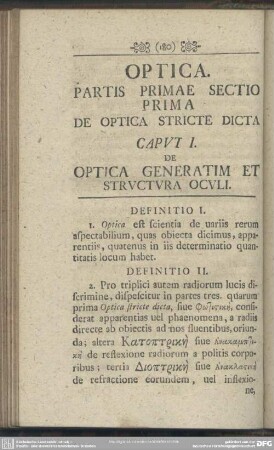 (180)
OPTICA.
PARTIS PRIMAE SECTIO
PRIMA
DE OPTICA STRICTE DICTA
CAPVT I.
DE
OPTICA GENERATIM ET
STRVCTVRA OCVLI.
DEFINITIO I.
1. Optica est scientia de uariis rerum
aspectabilium, quas obiecta dicimus, appa-
rentiis, quatenus in iis determinatio quan-
titatis locum habet.
DEFINITIO II.
2. Pro triplici autem radiorum lucis di-
scrimine, dispescitur in partes tres. quarum
prima Optica stricte dicta, siue consi-
derat apparentias uel phaenomena, a radiis
directe ab obiectis ad nos fluentibus, oriun-
da; altera Κατοπτρικὴ siue
de reflexione radiorum a politis corpo-
ribus; tertia Διοπτρικὴ siue ἀνακλατικὴ
de refractione eorundem, uel inflexio-
ne,